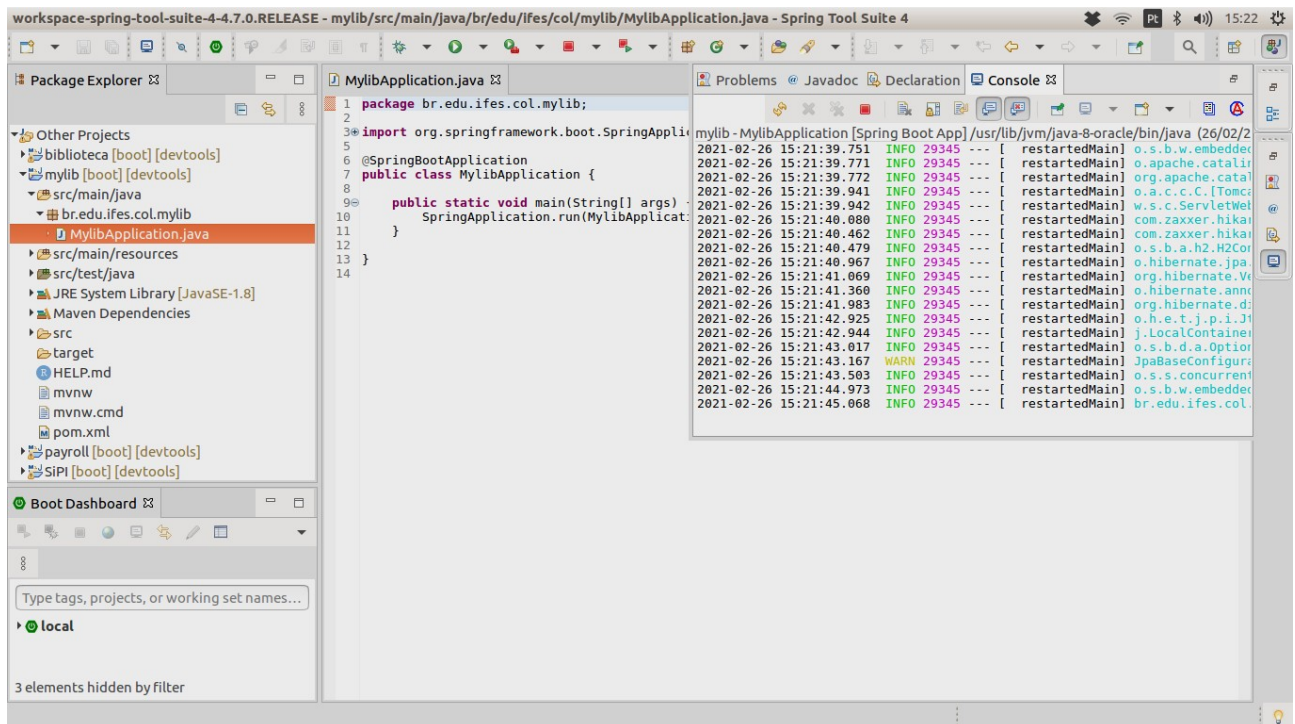 workspace-spring-tool-suite-4-4.7.0.RELEASE - mylib/src/main/java/br/edu/ifes/col/mylib/MylibApplication.java - Spring Tool Suite 4
Pt
15:22
Package Explorer
Other Projects
biblioteca [boot] [devtools]
mylib [boot] [devtools]
src/main/java
br.edu.ifes.col.mylib
MylibApplication.java
src/main/resources
src/test/java
JRE System Library [JavaSE-1.8]
Maven Dependencies
src
target
HELP.md
mvnw
mvnw.cmd
pom.xml
payroll [boot] [devtools]
SiPI [boot] [devtools]
Boot Dashboard
Type tags, projects, or working set names...
local
3 elements hidden by filter
MylibApplication.java
1 package br.edu.ifes.col.mylib;
2
3 import org.springframework.boot.SpringApplic
5
6 @SpringBootApplication
7 public class MylibApplication {
8
9 public static void main(String[] args)
10 SpringApplication.run(MylibApplicati
11 }
12
13 }
14
Problems @ Javadoc Declaration Console
mylib - MylibApplication [Spring Boot App] /usr/lib/jvm/java-8-oracle/bin/java (26/02/2
2021-02-26 15:21:39.751 INFO 29345 --- [ restartedMain] o.s.b.w.embedded
2021-02-26 15:21:39.771 INFO 29345 --- [ restartedMain] o.apache.catalin
2021-02-26 15:21:39.772 INFO 29345 --- [ restartedMain] org.apache.catal
2021-02-26 15:21:39.941 INFO 29345 --- [ restartedMain] o.a.c.c.C.[Tomca
2021-02-26 15:21:39.942 INFO 29345 --- [ restartedMain] w.s.c.ServletWeb
2021-02-26 15:21:40.080 INFO 29345 --- [ restartedMain] com.zaxxer.hikar
2021-02-26 15:21:40.462 INFO 29345 --- [ restartedMain] com.zaxxer.hikar
2021-02-26 15:21:40.479 INFO 29345 --- [ restartedMain] o.s.b.a.h2.H2Con
2021-02-26 15:21:40.967 INFO 29345 --- [ restartedMain] o.hibernate.jpa.
2021-02-26 15:21:41.069 INFO 29345 --- [ restartedMain] org.hibernate.Ve
2021-02-26 15:21:41.360 INFO 29345 --- [ restartedMain] o.hibernate.anno
2021-02-26 15:21:41.983 INFO 29345 --- [ restartedMain] org.hibernate.di
2021-02-26 15:21:42.925 INFO 29345 --- [ restartedMain] o.h.e.t.j.p.i.Jt
2021-02-26 15:21:42.944 INFO 29345 --- [ restartedMain] j.LocalContainer
2021-02-26 15:21:43.017 INFO 29345 --- [ restartedMain] o.s.b.d.a.Option
2021-02-26 15:21:43.167 WARN 29345 --- [ restartedMain] JpaBaseConfigura
2021-02-26 15:21:43.503 INFO 29345 --- [ restartedMain] o.s.s.concurrent
2021-02-26 15:21:44.973 INFO 29345 --- [ restartedMain] o.s.b.w.embedded
2021-02-26 15:21:45.068 INFO 29345 --- [ restartedMain] br.edu.ifes.col.